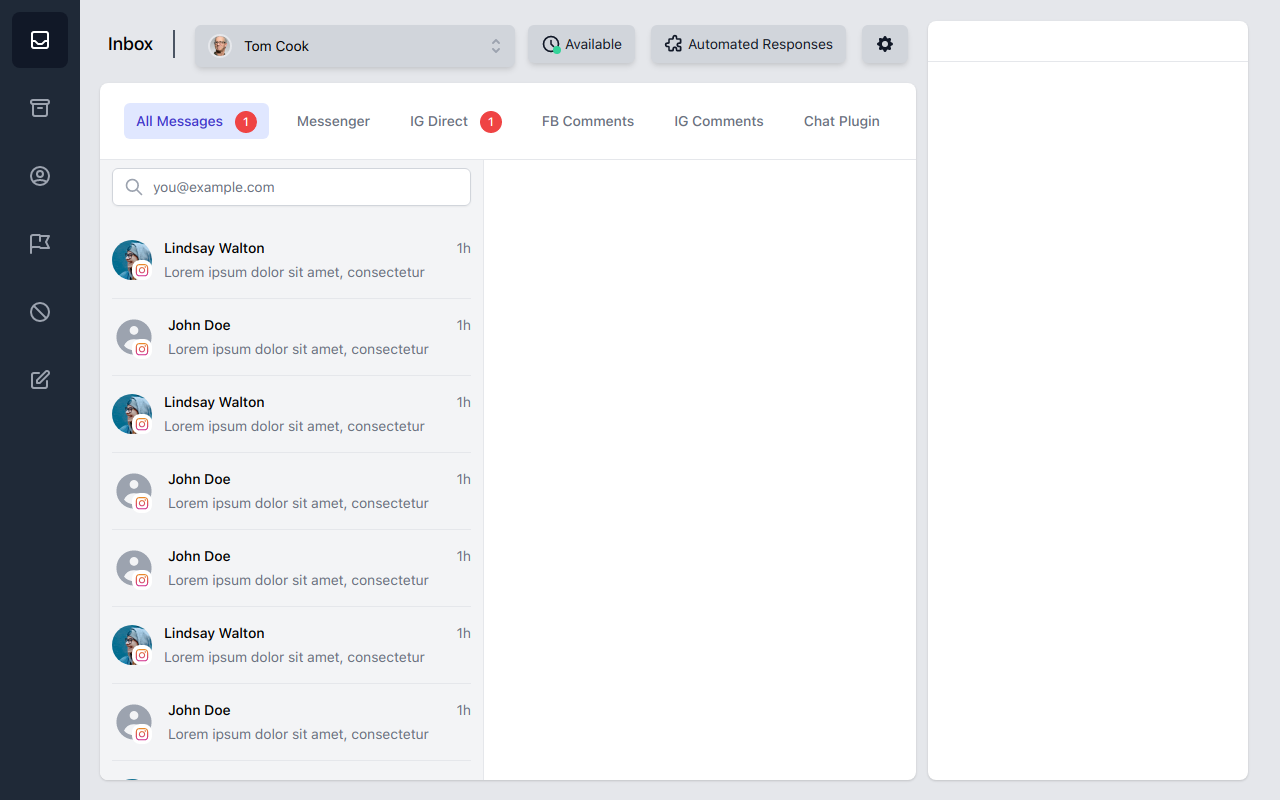 Inbox
Tom Cook
Available
Automated Responses
All Messages 1
Messenger
IG Direct 1
FB Comments
IG Comments
Chat Plugin
you@example.com
Lindsay Walton 1h
Lorem ipsum dolor sit amet, consectetur
John Doe 1h
Lorem ipsum dolor sit amet, consectetur
Lindsay Walton 1h
Lorem ipsum dolor sit amet, consectetur
John Doe 1h
Lorem ipsum dolor sit amet, consectetur
John Doe 1h
Lorem ipsum dolor sit amet, consectetur
Lindsay Walton 1h
Lorem ipsum dolor sit amet, consectetur
John Doe 1h
Lorem ipsum dolor sit amet, consectetur